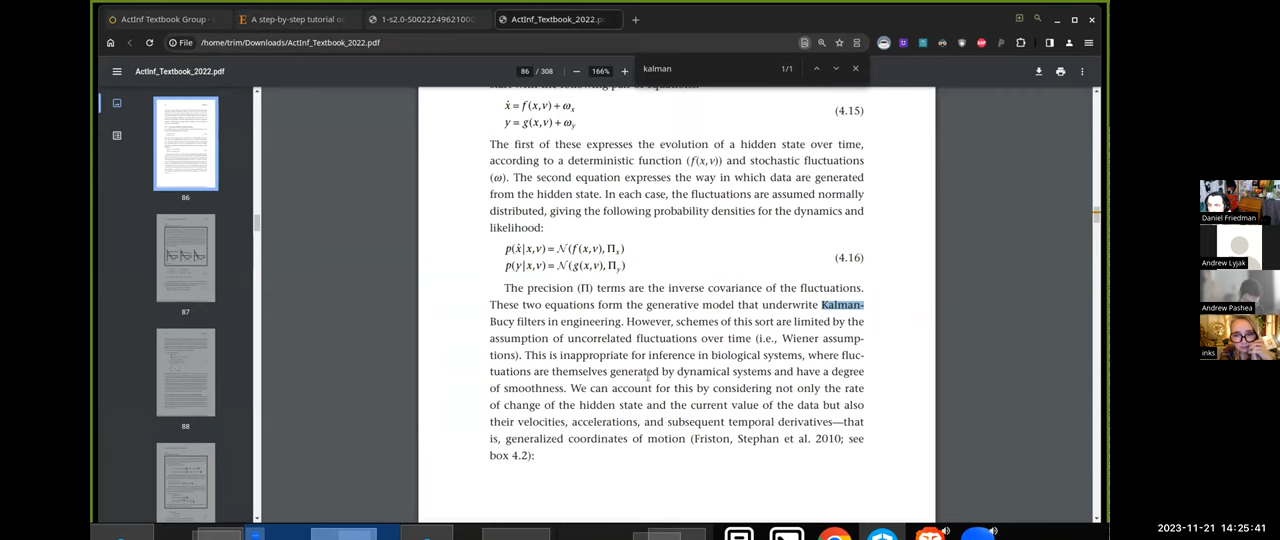 ActInf Textbook Group -
A step-by-step tutorial on
1-s2.0-S0022249621000
ActInf_Textbook_2022.pdf
File
/home/trim/Downloads/ActInf_Textbook_2022.pdf
kalman
1/1
ActInf_Textbook_2022.pdf
86 / 308
166%
ẋ = f(x,v) + ωx
y = g(x,v) + ωy
(4.15)
The first of these expresses the evolution of a hidden state over time,
according to a deterministic function (f(x,v)) and stochastic fluctuations
(ω). The second equation expresses the way in which data are generated
from the hidden state. In each case, the fluctuations are assumed normally
distributed, giving the following probability densities for the dynamics and
likelihood:
p(ẋ|x,v) = N(f(x,v), Πx)
p(y|x,v) = N(g(x,v), Πy)
(4.16)
The precision (Π) terms are the inverse covariance of the fluctuations.
These two equations form the generative model that underwrite Kalman-
Bucy filters in engineering. However, schemes of this sort are limited by the
assumption of uncorrelated fluctuations over time (i.e., Wiener assump-
tions). This is inappropriate for inference in biological systems, where fluc-
tuations are themselves generated by dynamical systems and have a degree
of smoothness. We can account for this by considering not only the rate
of change of the hidden state and the current value of the data but also
their velocities, accelerations, and subsequent temporal derivatives—that
is, generalized coordinates of motion (Friston, Stephan et al. 2010; see
box 4.2):
86
87
88
Daniel Friedman
Andrew Lyjak
Andrew Pashea
inks
2023-11-21 14:25:41